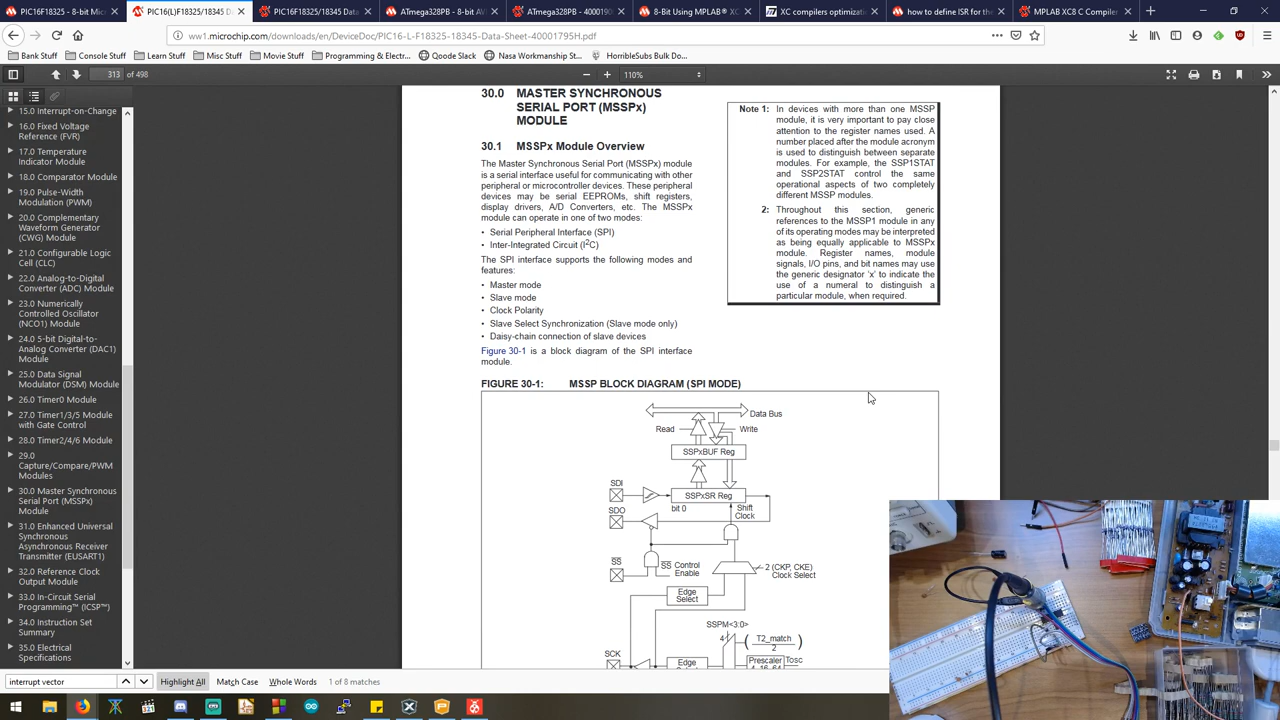 PIC16F18325 - 8-bit Micro
PIC16(L)F18325/18345 Dat
PIC16F18325/18345 Data
ATmega328PB - 8-bit AV
ATmega328PB - 4000190
8-Bit Using MPLAB® XC
XC compilers optimizatio
how to define ISR for the
MPLAB XC8 C Compiler
ww1.microchip.com/downloads/en/DeviceDoc/PIC16-L-F18325-18345-Data-Sheet-40001795H.pdf
Bank Stuff
Console Stuff
Learn Stuff
Misc Stuff
Movie Stuff
Programming & Electr...
Qoode Slack
Nasa Workmanship St...
HorribleSubs Bulk Do...
313 of 498
110%
15.0 Interrupt-on-Change
16.0 Fixed Voltage
Reference (FVR)
17.0 Temperature
Indicator Module
18.0 Comparator Module
19.0 Pulse-Width
Modulation (PWM)
20.0 Complementary
Waveform Generator
(CWG) Module
21.0 Configurable Logic
Cell (CLC)
22.0 Analog-to-Digital
Converter (ADC) Module
23.0 Numerically
Controlled Oscillator
(NCO1) Module
24.0 5-bit Digital-to-
Analog Converter (DAC1)
Module
25.0 Data Signal
Modulator (DSM) Module
26.0 Timer0 Module
27.0 Timer1/3/5 Module
with Gate Control
28.0 Timer2/4/6 Module
29.0
Capture/Compare/PWM
Modules
30.0 Master Synchronous
Serial Port (MSSPx)
Module
31.0 Enhanced Universal
Synchronous
Asynchronous Receiver
Transmitter (EUSART1)
32.0 Reference Clock
Output Module
33.0 In-Circuit Serial
Programming™ (ICSP™)
34.0 Instruction Set
Summary
35.0 Electrical
Specifications
30.0 MASTER SYNCHRONOUS
SERIAL PORT (MSSPx)
MODULE
30.1 MSSPx Module Overview
The Master Synchronous Serial Port (MSSPx) module
is a serial interface useful for communicating with other
peripheral or microcontroller devices. These peripheral
devices may be serial EEPROMs, shift registers,
display drivers, A/D Converters, etc. The MSSPx
module can operate in one of two modes:
• Serial Peripheral Interface (SPI)
• Inter-Integrated Circuit (I²C)
The SPI interface supports the following modes and
features:
• Master mode
• Slave mode
• Clock Polarity
• Slave Select Synchronization (Slave mode only)
• Daisy-chain connection of slave devices
Figure 30-1 is a block diagram of the SPI interface
module.
Note 1: In devices with more than one MSSP
module, it is very important to pay close
attention to the register names used. A
number placed after the module acronym
is used to distinguish between separate
modules. For example, the SSP1STAT
and SSP2STAT control the same
operational aspects of two completely
different MSSP modules.
2: Throughout this section, generic
references to the MSSP1 module in any
of its operating modes may be interpreted
as being equally applicable to MSSPx
module. Register names, module
signals, I/O pins, and bit names may use
the generic designator 'x' to indicate the
use of a numeral to distinguish a
particular module, when required.
FIGURE 30-1: MSSP BLOCK DIAGRAM (SPI MODE)
Data Bus
Read
Write
SSPxBUF Reg
SDI
SSPxSR Reg
SDO
bit 0
Shift
Clock
SS
SS Control
Enable
2 (CKP, CKE)
Clock Select
Edge
Select
SSPM<3:0>
4
T2_match
2
SCK
Edge
Prescaler
Tosc
4, 16, 64
interrupt vector
Highlight All
Match Case
Whole Words
1 of 8 matches